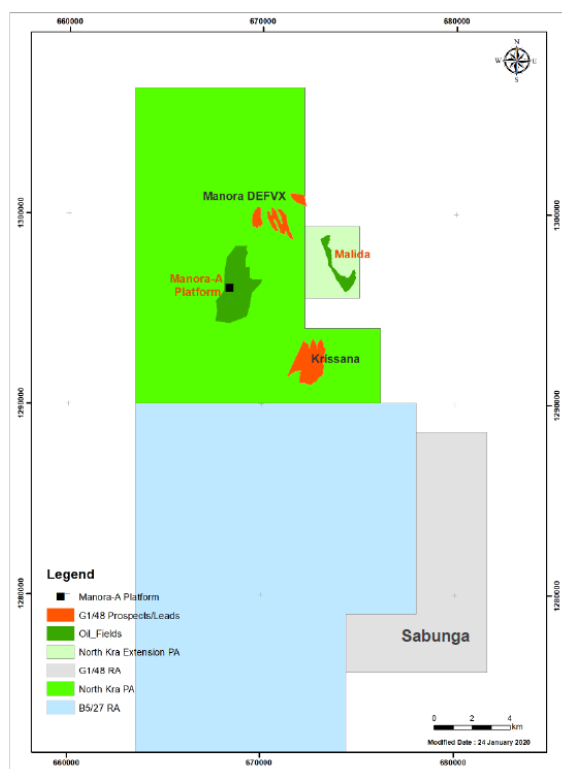 660000
670000
680000
N
W
E
S
1300000
1300000
Manora DEFVX
Malida
Manora-A
Platform
Krissana
1290000
1290000
Legend
Manora-A Platform
G1/48 Prospects/Leads
Oil_Fields
North Kra Extension PA
G1/48 RA
North Kra PA
B5/27 RA
1280000
1280000
Sabunga
0 2 4
km
Modified Date : 24 January 2020
660000
670000
680000